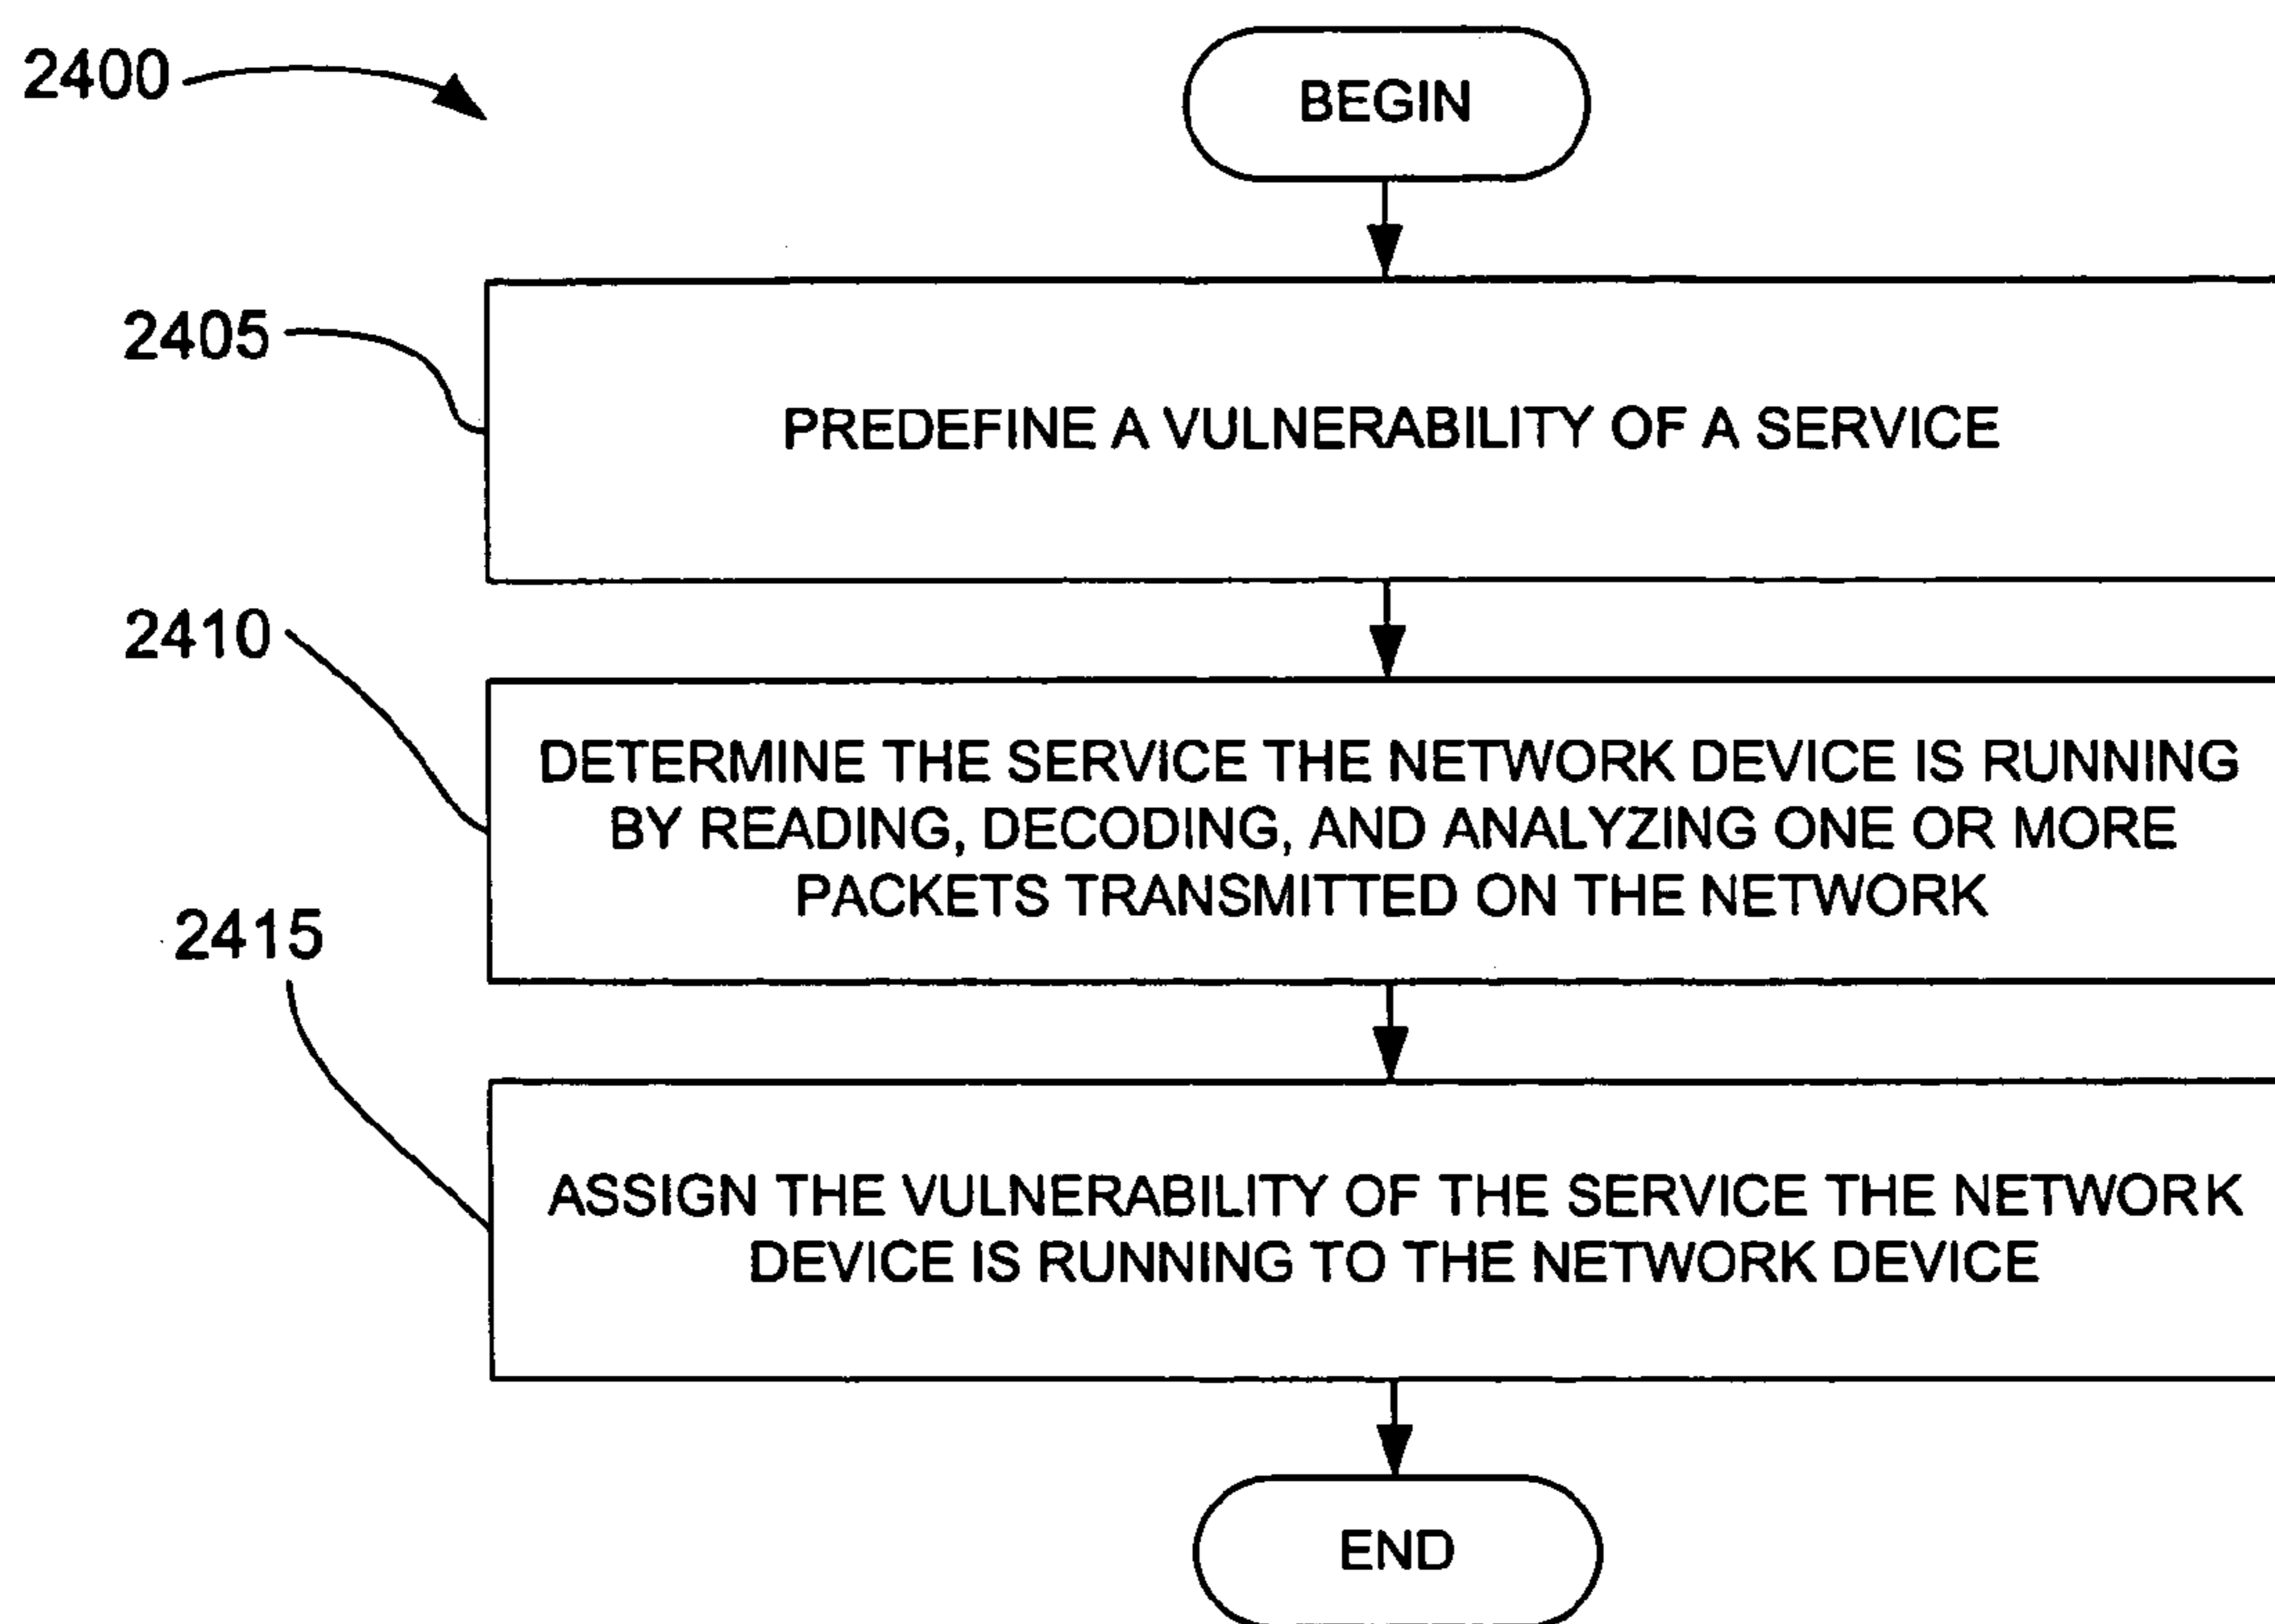 2400
BEGIN
2405
PREDEFINE A VULNERABILITY OF A SERVICE
2410
DETERMINE THE SERVICE THE NETWORK DEVICE IS RUNNING
BY READING, DECODING, AND ANALYZING ONE OR MORE
PACKETS TRANSMITTED ON THE NETWORK
2415
ASSIGN THE VULNERABILITY OF THE SERVICE THE NETWORK
DEVICE IS RUNNING TO THE NETWORK DEVICE
END